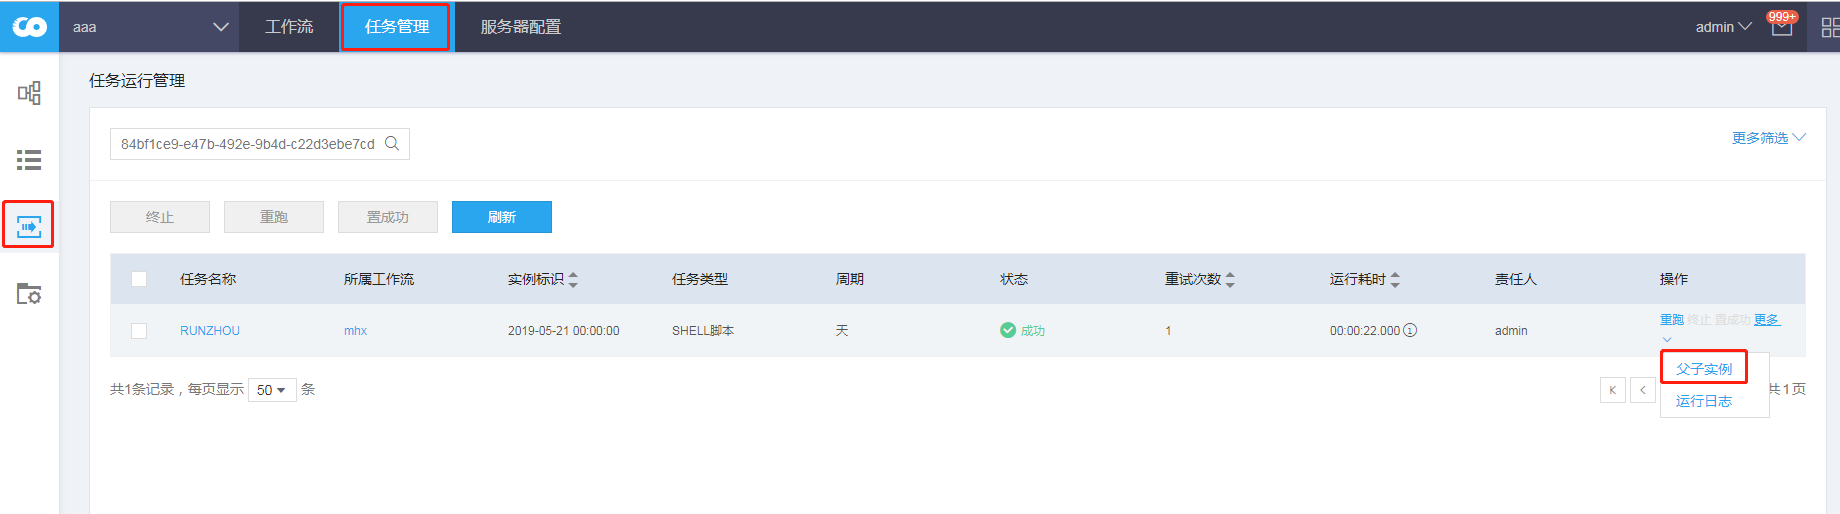 aaa 工作流 任务管理 服务器配置 admin 999+
任务运行管理
84bf1ce9-e47b-492e-9b4d-c22d3ebe7cd 更多筛选
终止 重跑 置成功 刷新
任务名称 所属工作流 实例标识 任务类型 周期 状态 重试次数 运行耗时 责任人 操作
RUNZHOU mhx 2019-05-21 00:00:00 SHELL脚本 天 成功 1 00:00:22.000 admin 重跑 终止 置成功 更多
共1条记录，每页显示 50 条 父子实例 共1页
运行日志